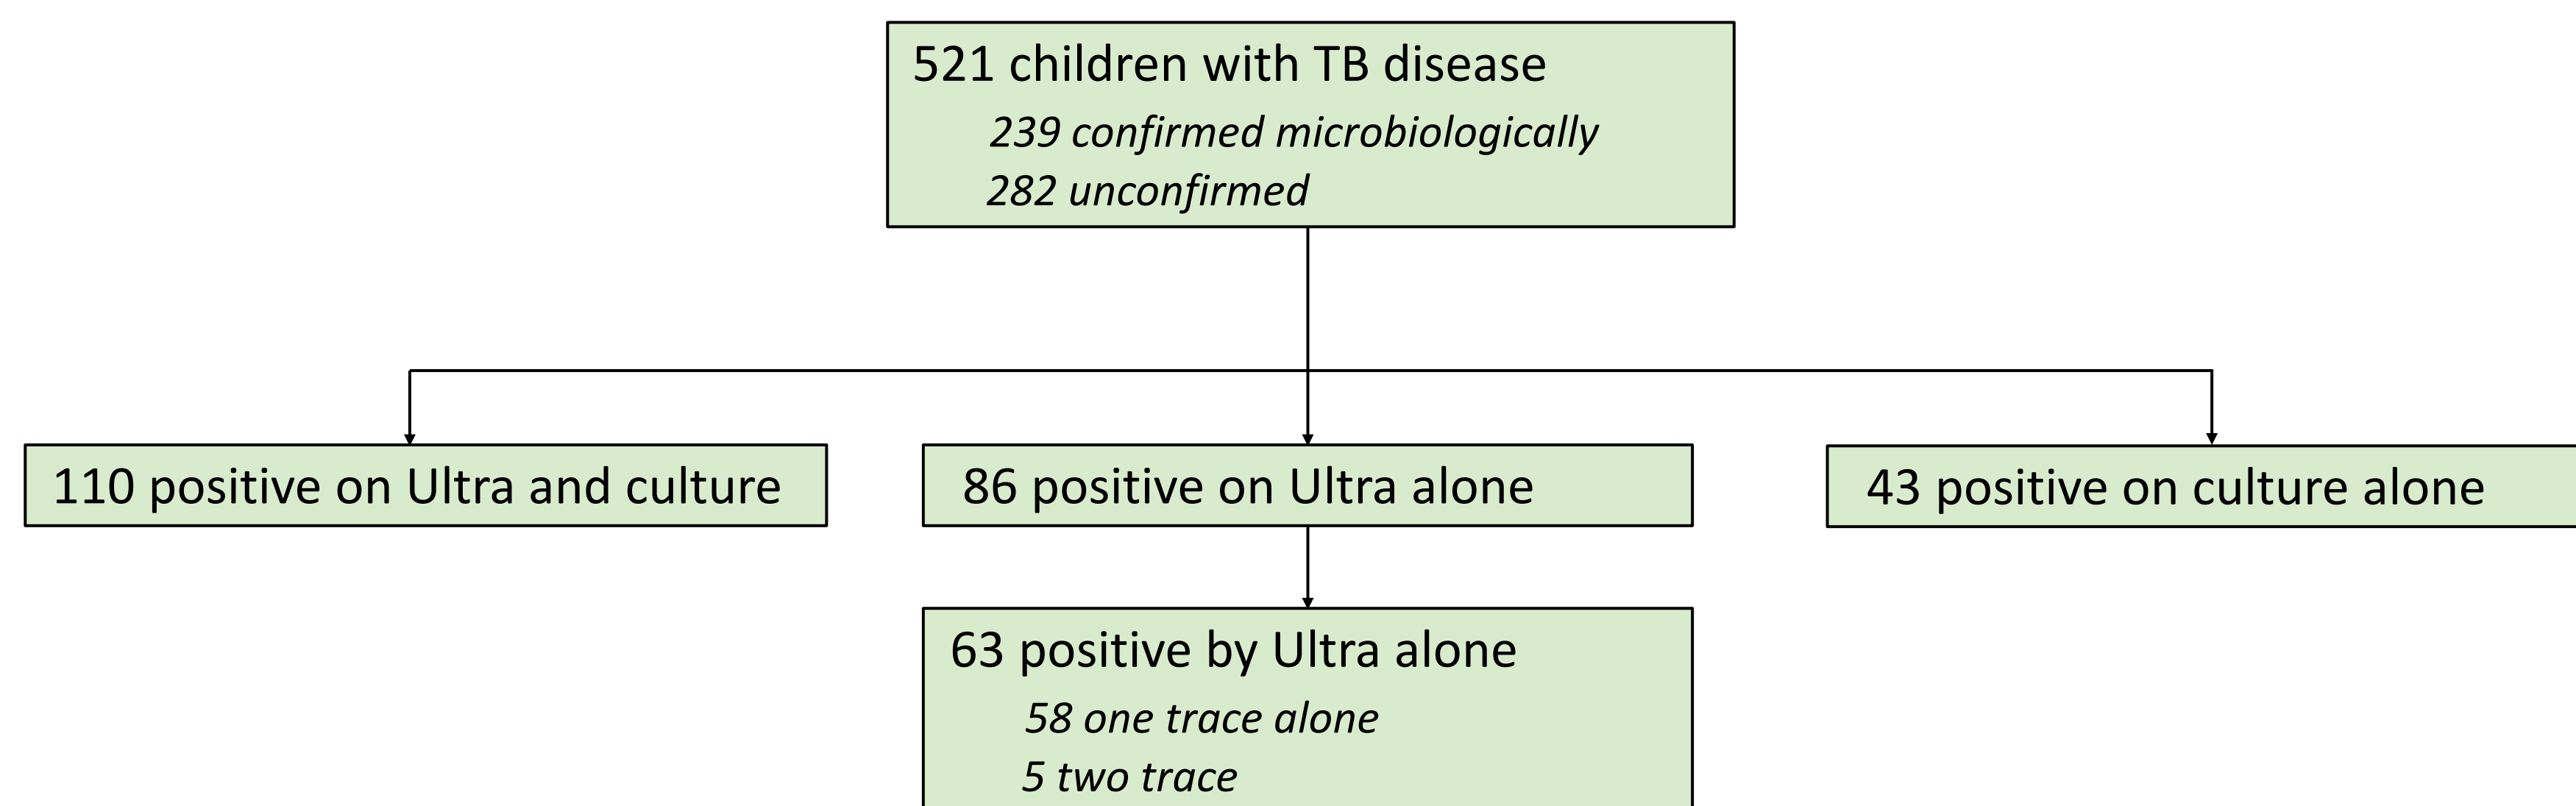 521 children with TB disease
239 confirmed microbiologically
282 unconfirmed
110 positive on Ultra and culture
86 positive on Ultra alone
43 positive on culture alone
63 positive by Ultra alone
58 one trace alone
5 two trace